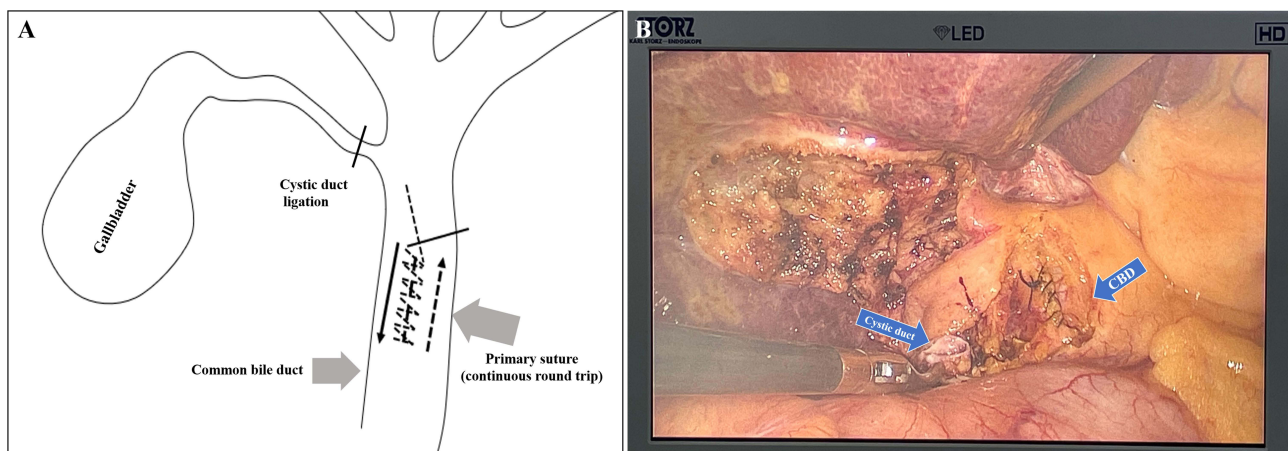 A
Gallbladder
Cystic duct
ligation
Common bile duct
Primary suture
(continuous round trip)
B
STORZ
KARL STORZ—ENDOSKOPE
LED
HD
Cystic duct
CBD